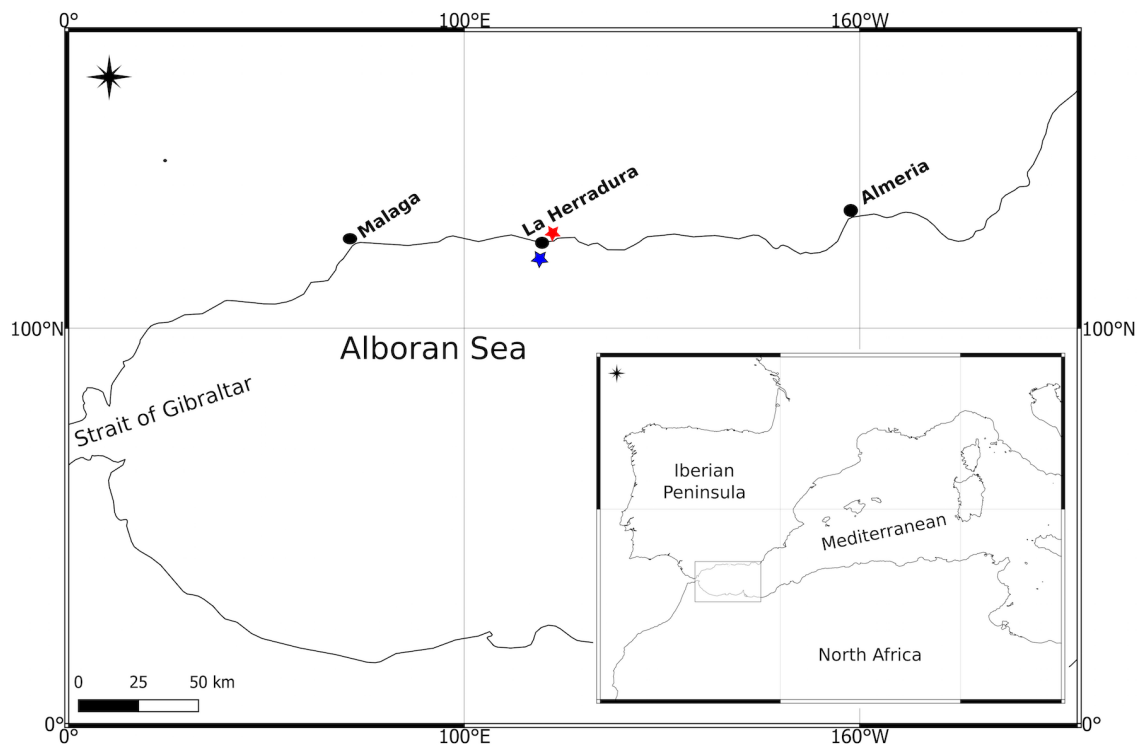 0°
100°E
160°W
Malaga
La Herradura
Almeria
100°N
100°N
Alboran Sea
Strait of Gibraltar
Iberian
Peninsula
Mediterranean
North Africa
0
25
50 km
0°
0°
0°
100°E
160°W